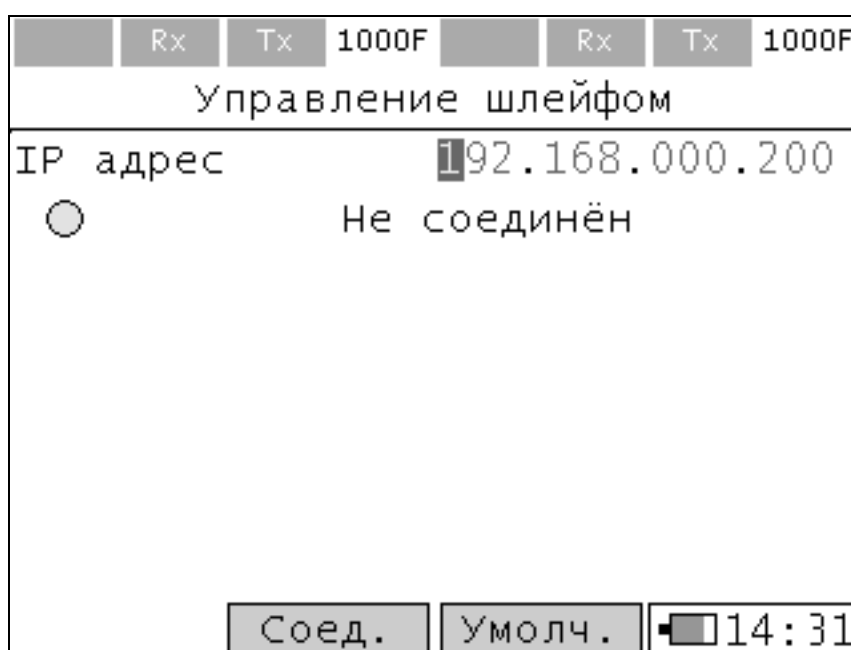 Rx Tx 1000F Rx Tx 1000F
Управление шлейфом
IP адрес 192.168.000.200
Не соединён
Соед. Умолч. 14:31